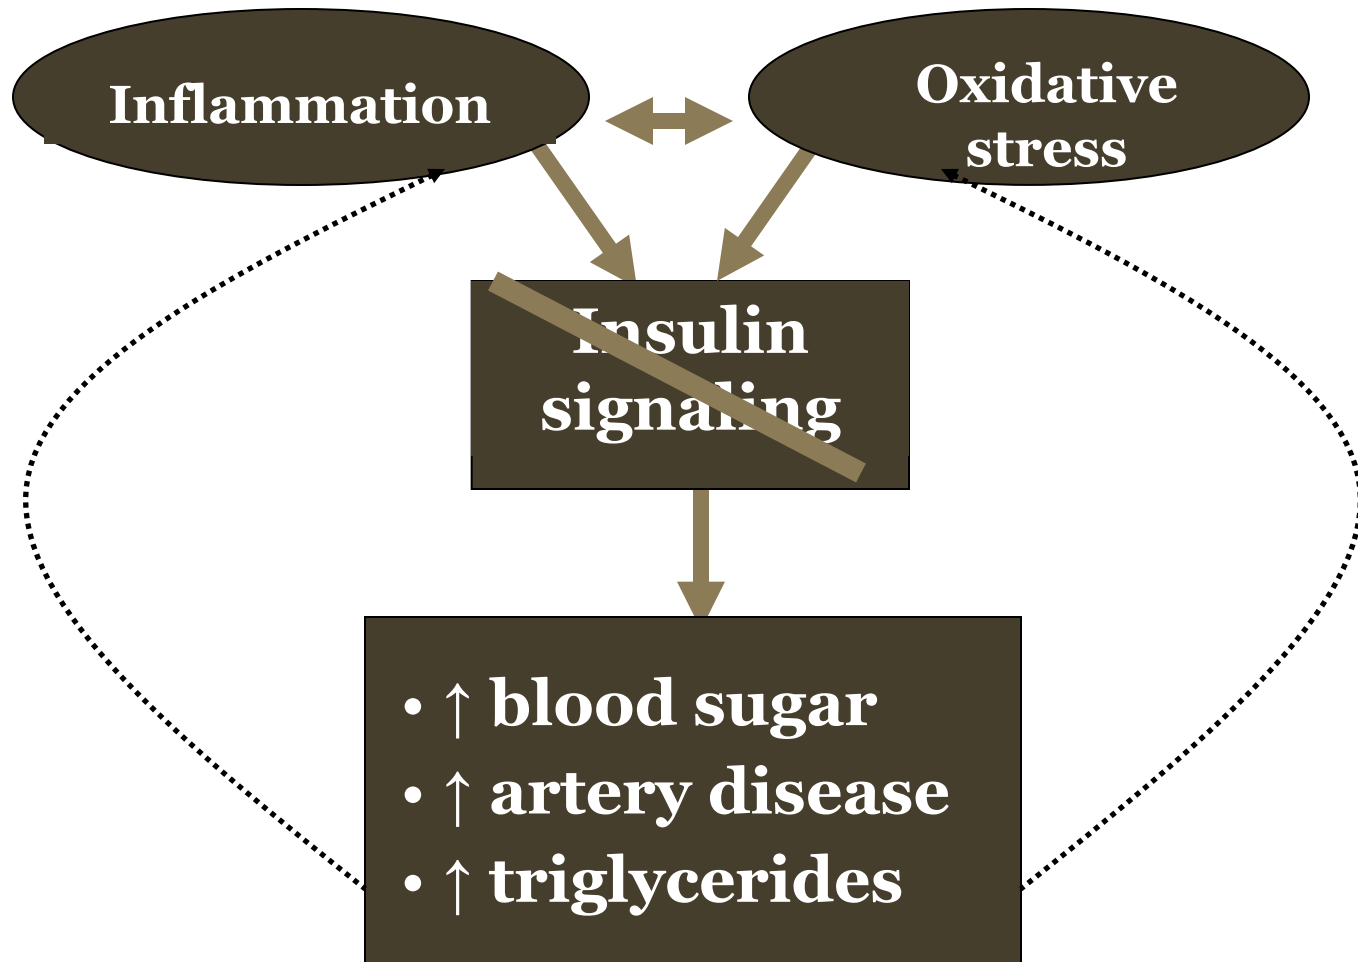 Inflammation
Oxidative
stress
Insulin
signaling
• ↑ blood sugar
• ↑ artery disease
• ↑ triglycerides